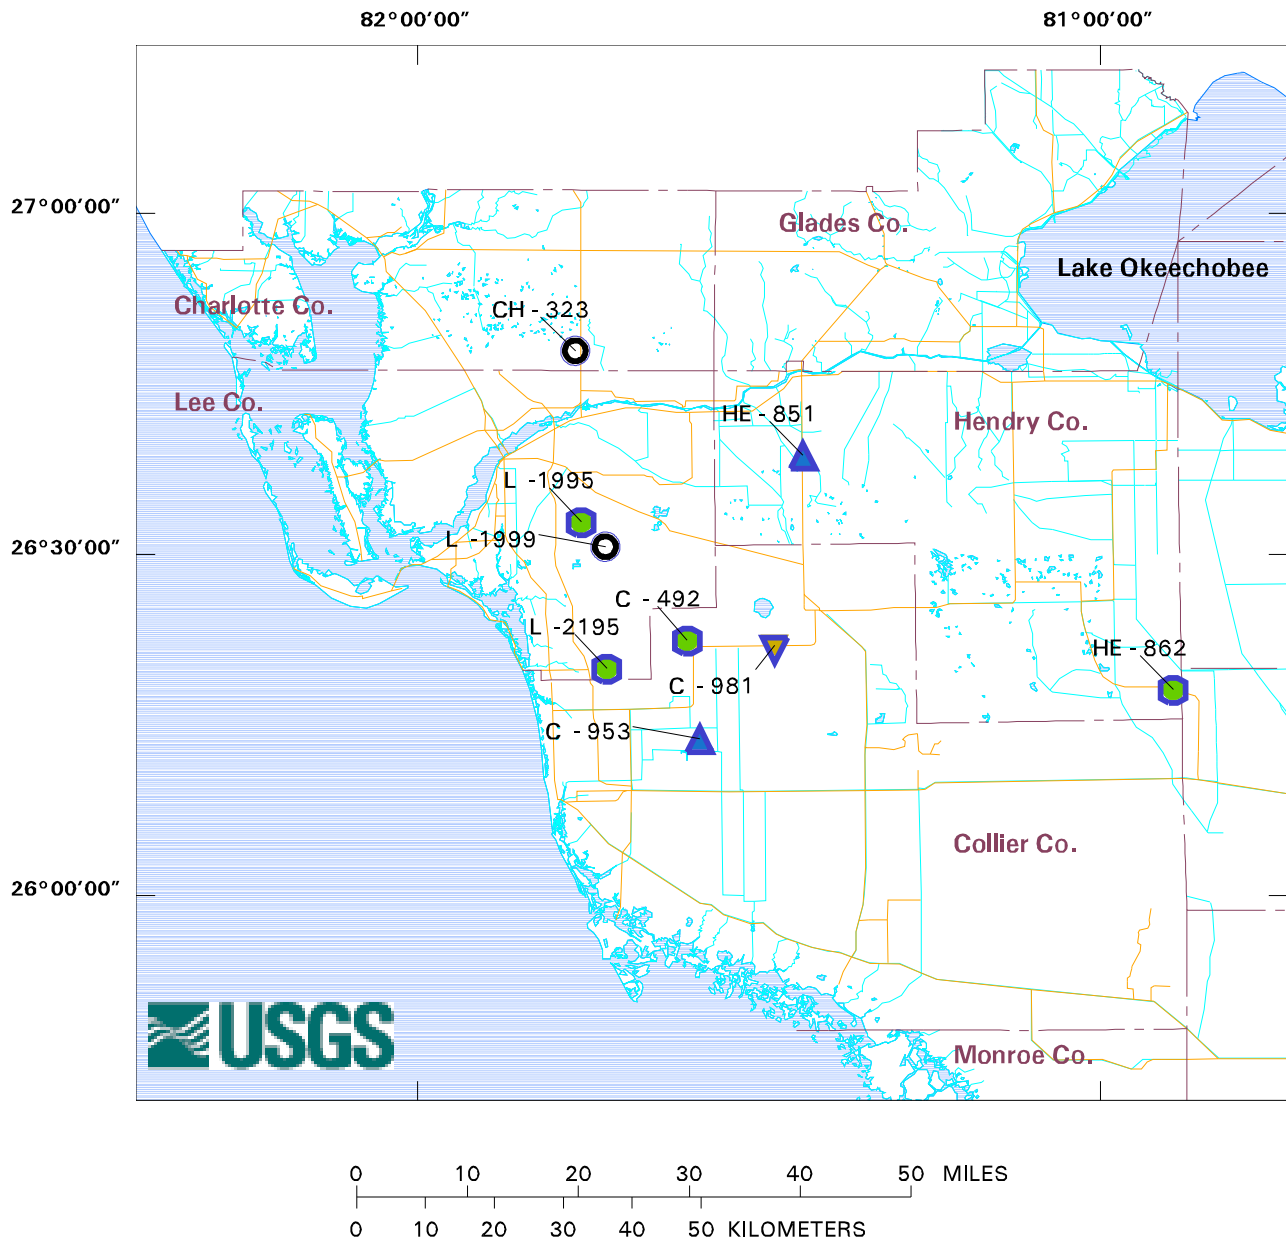 82°00'00" 81°00'00"
27°00'00"
Glades Co.
Lake Okeechobee
Charlotte Co.
CH - 323
Lee Co.
HE - 851
Hendry Co.
L -1995
26°30'00"
L -1999
C - 492
L -2195
HE - 862
C - 981
C - 953
Collier Co.
26°00'00"
USGS
Monroe Co.
0 10 20 30 40 50 MILES
0 10 20 30 40 50 KILOMETERS